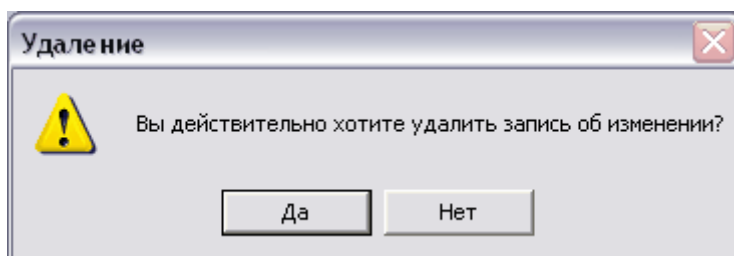 Удаление
Вы действительно хотите удалить запись об изменении?
Да
Нет